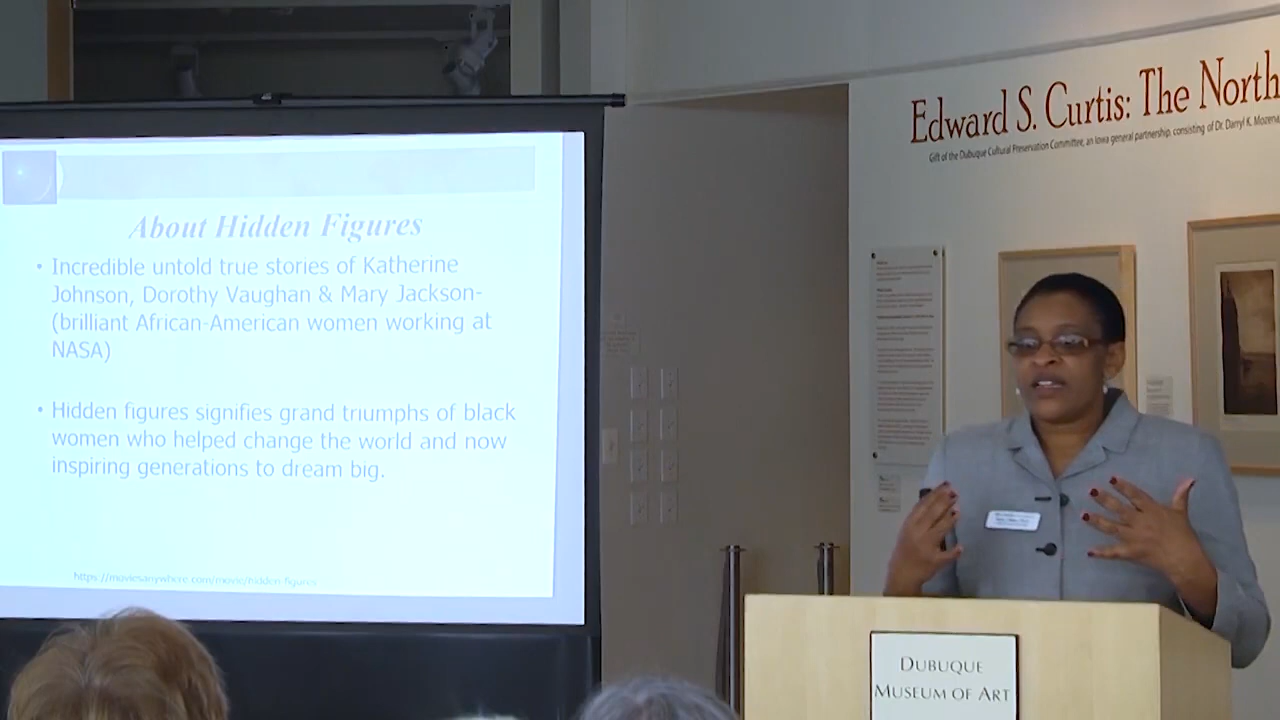 Edward S. Curtis: The North
Gift of the Dubuque Cultural Preservation Committee, an Iowa general partnership, consisting of Dr. Darryl K. Mozena
About Hidden Figures
• Incredible untold true stories of Katherine
Johnson, Dorothy Vaughan & Mary Jackson-
(brilliant African-American women working at
NASA)
• Hidden figures signifies grand triumphs of black
women who helped change the world and now
inspiring generations to dream big.
https://moviesanywhere.com/movie/hidden-figures
DUBUQUE
MUSEUM OF ART